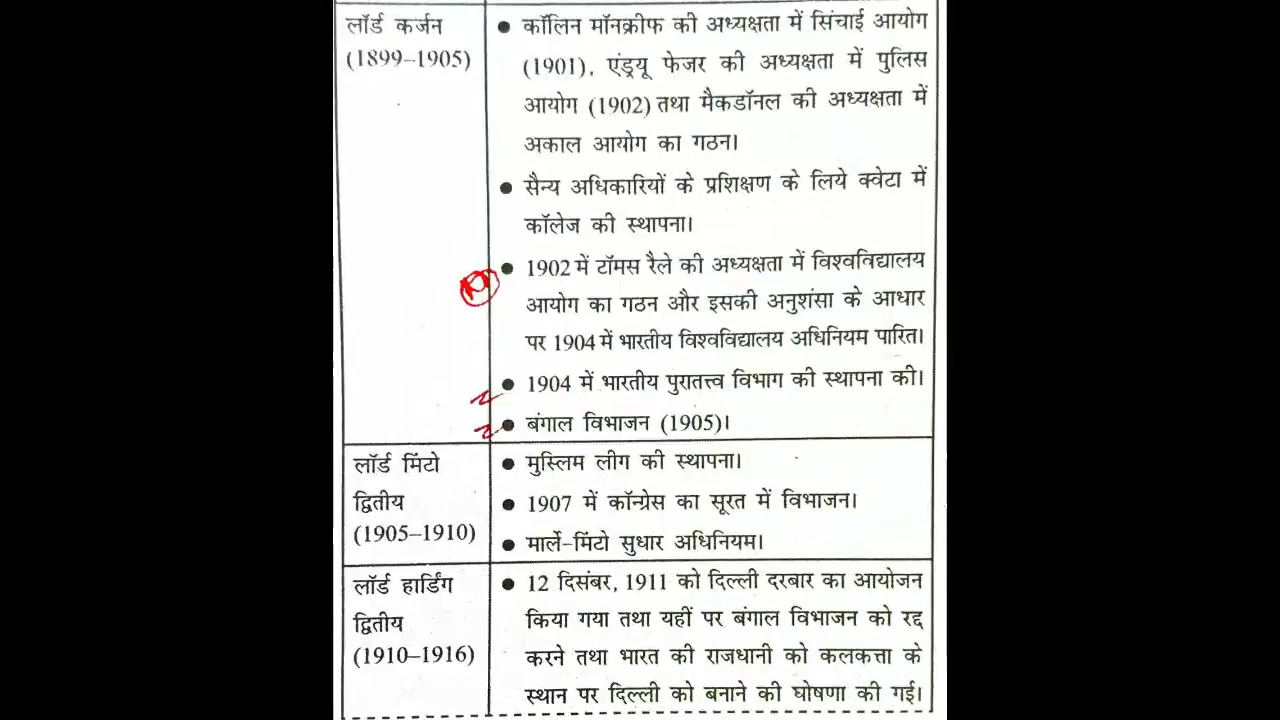 लॉर्ड कर्जन
(1899–1905)
● कॉलिन मॉनक्रीफ की अध्यक्षता में सिंचाई आयोग
(1901), एंड्रयू फेजर की अध्यक्षता में पुलिस
आयोग (1902) तथा मैकडॉनल की अध्यक्षता में
अकाल आयोग का गठन।
● सैन्य अधिकारियों के प्रशिक्षण के लिये क्वेटा में
कॉलेज की स्थापना।
● 1902 में टॉमस रैले की अध्यक्षता में विश्वविद्यालय
आयोग का गठन और इसकी अनुशंसा के आधार
पर 1904 में भारतीय विश्वविद्यालय अधिनियम पारित।
● 1904 में भारतीय पुरातत्त्व विभाग की स्थापना की।
● बंगाल विभाजन (1905)।
लॉर्ड मिंटो
द्वितीय
(1905–1910)
● मुस्लिम लीग की स्थापना।
● 1907 में कॉन्ग्रेस का सूरत में विभाजन।
● मार्ले-मिंटो सुधार अधिनियम।
लॉर्ड हार्डिंग
द्वितीय
(1910–1916)
● 12 दिसंबर, 1911 को दिल्ली दरबार का आयोजन
किया गया तथा यहीं पर बंगाल विभाजन को रद्द
करने तथा भारत की राजधानी को कलकत्ता के
स्थान पर दिल्ली को बनाने की घोषणा की गई।